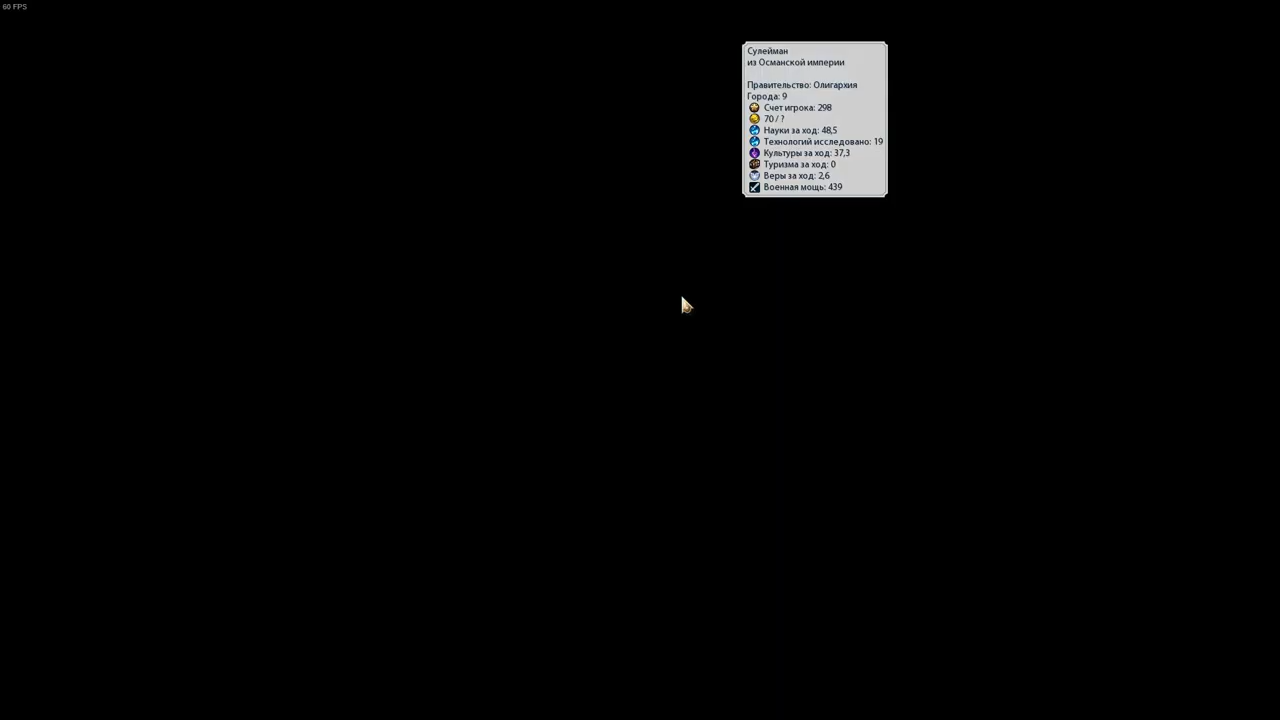 60 FPS
Сулейман
из Османской империи
Правительство: Олигархия
Города: 9
Счет игрока: 298
70 / ?
Науки за ход: 48,5
Технологий исследовано: 19
Культуры за ход: 37,3
Туризма за ход: 0
Веры за ход: 2,6
Военная мощь: 439